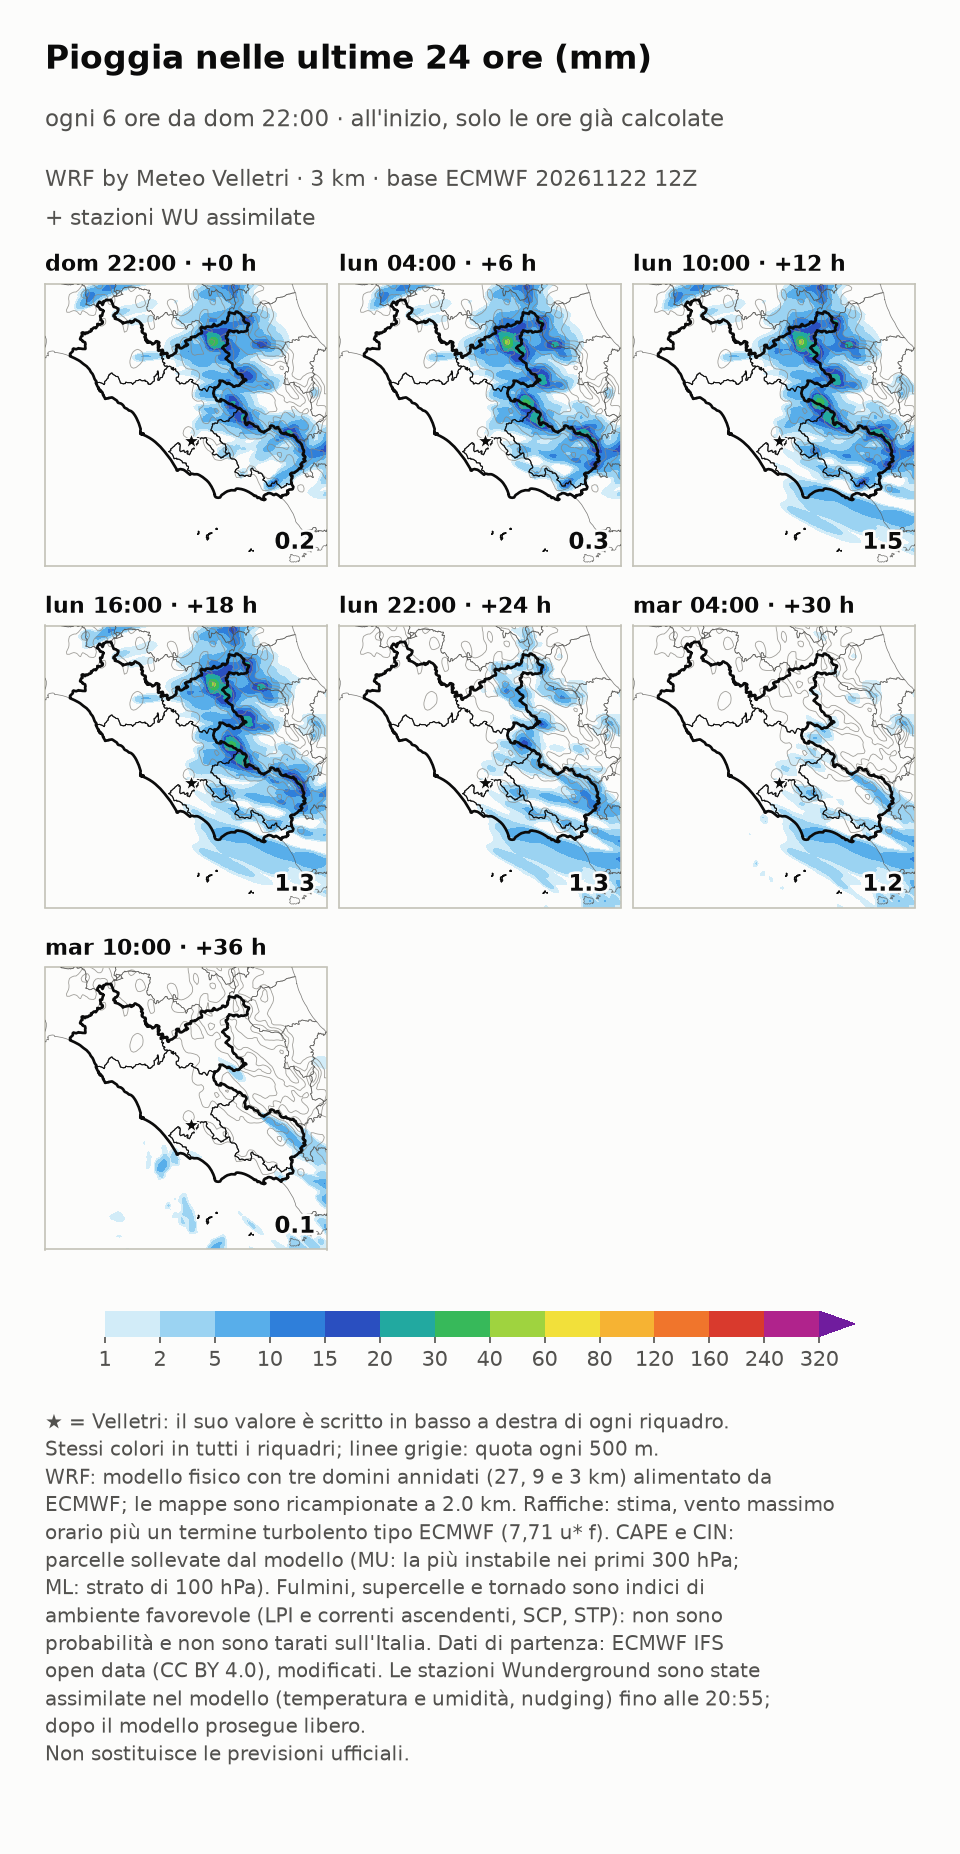 Pioggia nelle ultime 24 ore (mm)
ogni 6 ore da dom 22:00 · all'inizio, solo le ore già calcolate
WRF by Meteo Velletri · 3 km · base ECMWF 20261122 12Z
+ stazioni WU assimilate
dom 22:00 · +0 h
lun 04:00 · +6 h
lun 10:00 · +12 h
0.2
0.3
1.5
lun 16:00 · +18 h
lun 22:00 · +24 h
mar 04:00 · +30 h
1.3
1.3
1.2
mar 10:00 · +36 h
0.1
1 2 5 10 15 20 30 40 60 80 120 160 240 320
★ = Velletri: il suo valore è scritto in basso a destra di ogni riquadro.
Stessi colori in tutti i riquadri; linee grigie: quota ogni 500 m.
WRF: modello fisico con tre domini annidati (27, 9 e 3 km) alimentato da
ECMWF; le mappe sono ricampionate a 2.0 km. Raffiche: stima, vento massimo
orario più un termine turbolento tipo ECMWF (7,71 u* f). CAPE e CIN:
parcelle sollevate dal modello (MU: la più instabile nei primi 300 hPa;
ML: strato di 100 hPa). Fulmini, supercelle e tornado sono indici di
ambiente favorevole (LPI e correnti ascendenti, SCP, STP): non sono
probabilità e non sono tarati sull'Italia. Dati di partenza: ECMWF IFS
open data (CC BY 4.0), modificati. Le stazioni Wunderground sono state
assimilate nel modello (temperatura e umidità, nudging) fino alle 20:55;
dopo il modello prosegue libero.
Non sostituisce le previsioni ufficiali.